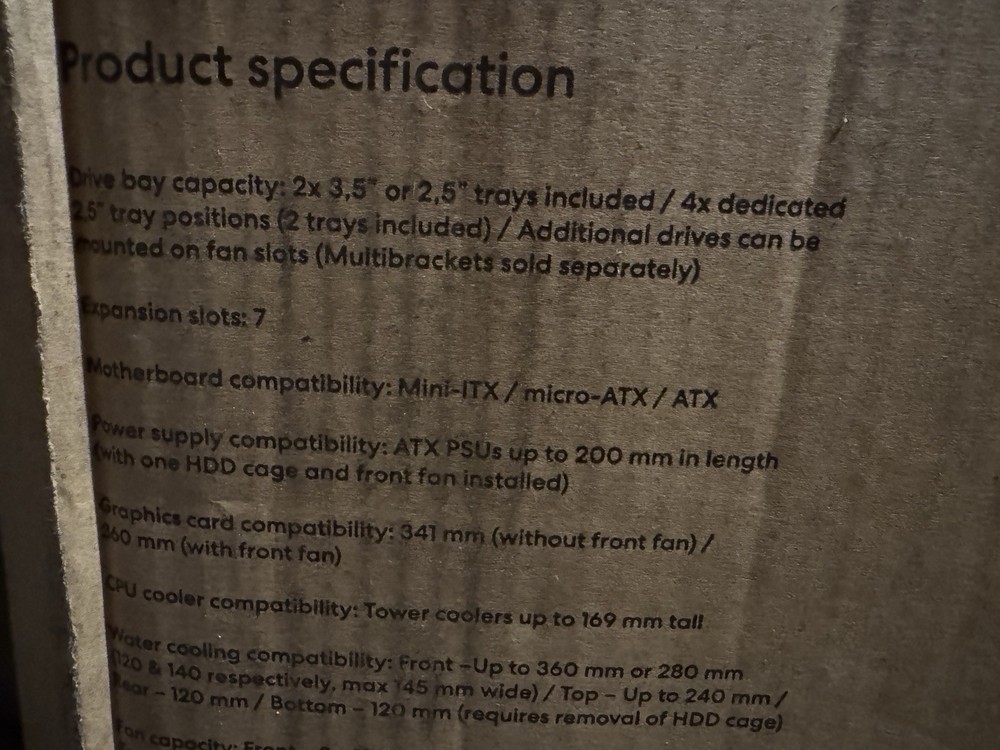 Product specification
Drive bay capacity: 2x 3,5" or 2,5" trays included / 4x dedicated
2,5" tray positions (2 trays included) / Additional drives can be
mounted on fan slots (Multibrackets sold separately)
Expansion slots: 7
Motherboard compatibility: Mini-ITX / micro-ATX / ATX
Power supply compatibility: ATX PSUs up to 200 mm in length
(with one HDD cage and front fan installed)
Graphics card compatibility: 341 mm (without front fan) /
mm (with front fan)
CPU cooler compatibility: Tower coolers up to 169 mm tall
Water cooling compatibility: Front –Up to 360 mm or 280 mm
(120 & 140 respectively, max 145 mm wide) / Top – Up to 240 mm /
Rear – 120 mm / Bottom – 120 mm (requires removal of HDD cage)
Fan capacity: Front –